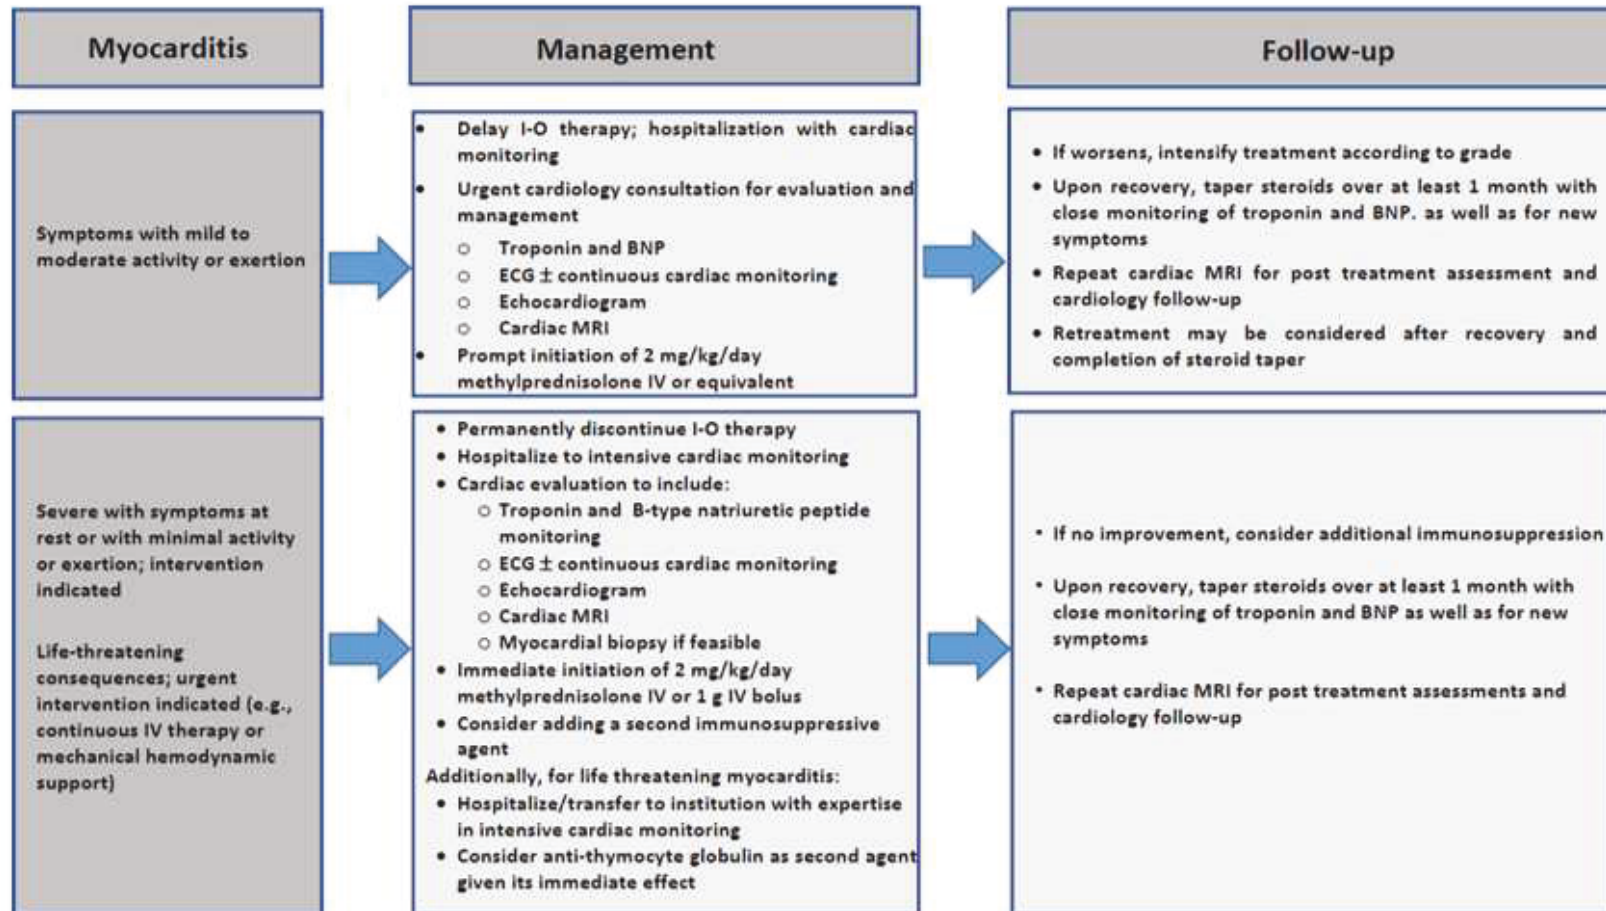 Myocarditis
Management
Follow-up
Symptoms with mild to
moderate activity or exertion
• Delay I-O therapy; hospitalization with cardiac
monitoring
• Urgent cardiology consultation for evaluation and
management
○ Troponin and BNP
○ ECG ± continuous cardiac monitoring
○ Echocardiogram
○ Cardiac MRI
• Prompt initiation of 2 mg/kg/day
methylprednisolone IV or equivalent
• If worsens, intensify treatment according to grade
• Upon recovery, taper steroids over at least 1 month with
close monitoring of troponin and BNP. as well as for new
symptoms
• Repeat cardiac MRI for post treatment assessment and
cardiology follow-up
• Retreatment may be considered after recovery and
completion of steroid taper
Severe with symptoms at
rest or with minimal activity
or exertion; intervention
indicated
Life-threatening
consequences; urgent
intervention indicated (e.g.,
continuous IV therapy or
mechanical hemodynamic
support)
• Permanently discontinue I-O therapy
• Hospitalize to intensive cardiac monitoring
• Cardiac evaluation to include:
○ Troponin and B-type natriuretic peptide
monitoring
○ ECG ± continuous cardiac monitoring
○ Echocardiogram
○ Cardiac MRI
○ Myocardial biopsy if feasible
• Immediate initiation of 2 mg/kg/day
methylprednisolone IV or 1 g IV bolus
• Consider adding a second immunosuppressive
agent
Additionally, for life threatening myocarditis:
• Hospitalize/transfer to institution with expertise
in intensive cardiac monitoring
• Consider anti-thymocyte globulin as second agent
given its immediate effect
• If no improvement, consider additional immunosuppression
• Upon recovery, taper steroids over at least 1 month with
close monitoring of troponin and BNP as well as for new
symptoms
• Repeat cardiac MRI for post treatment assessments and
cardiology follow-up